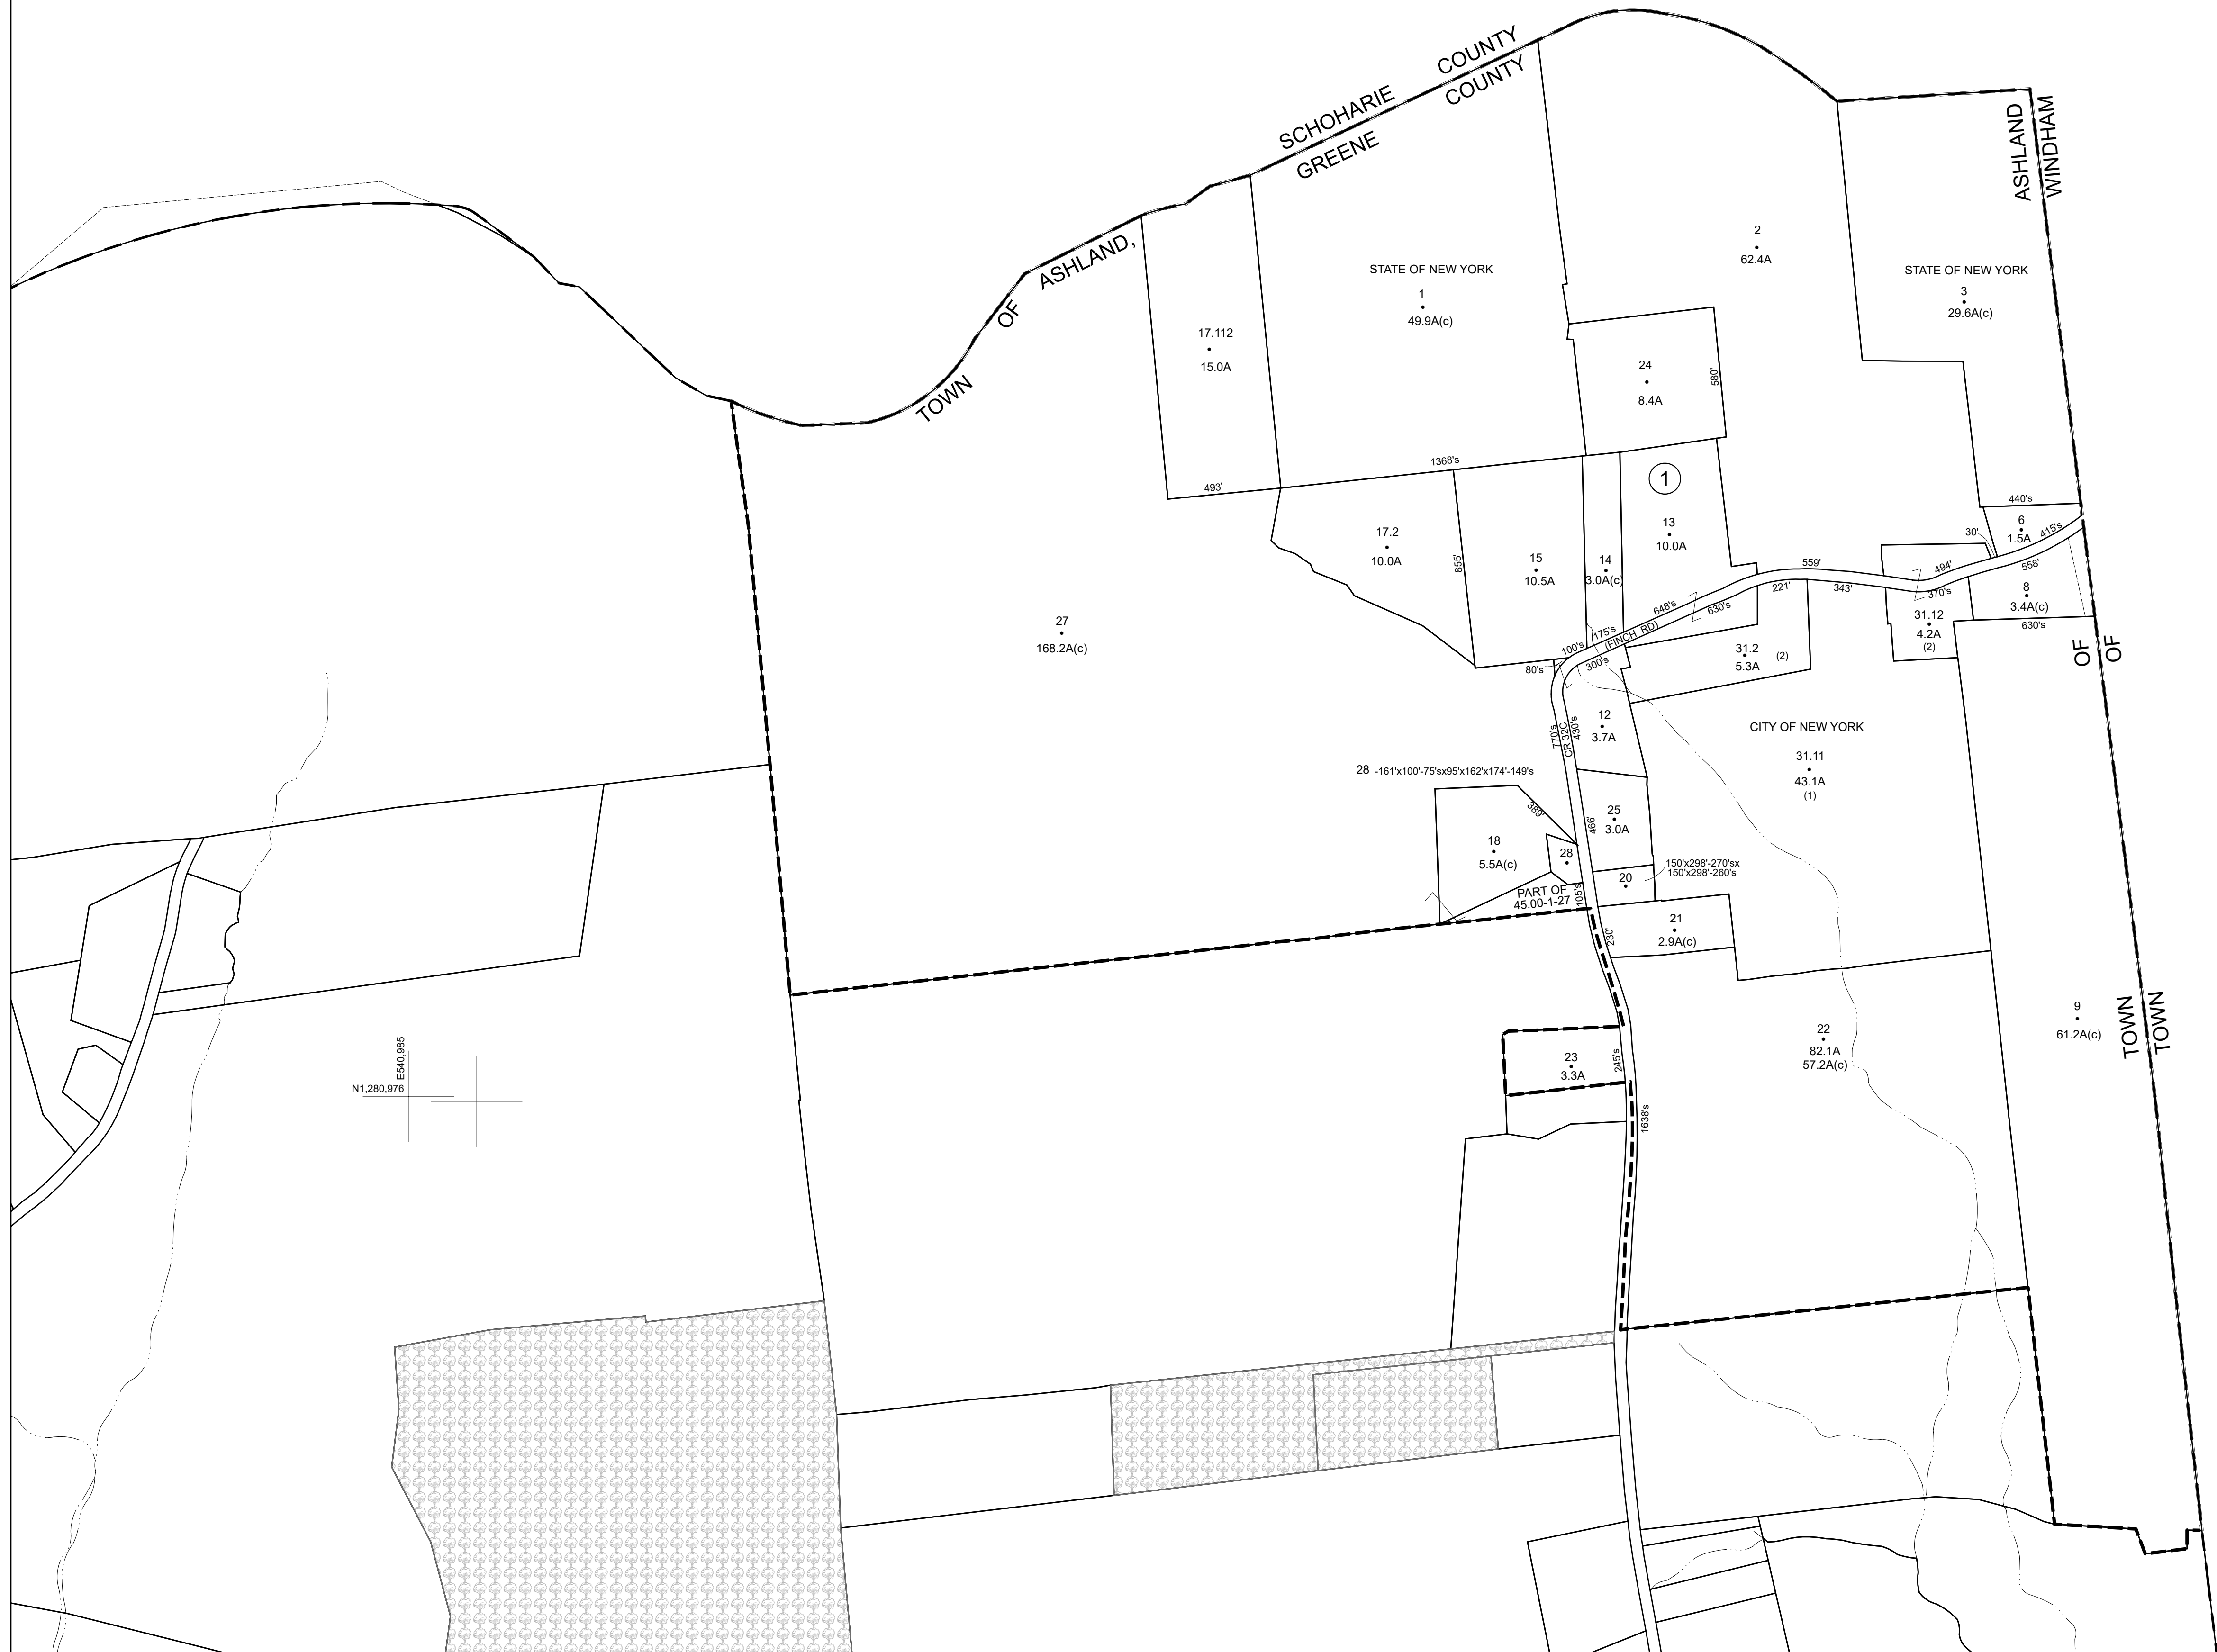 SCHOHARIE COUNTY
GREENE COUNTY
TOWN OF ASHLAND,
ASHLAND
WINDHAM
2
62.4A
STATE OF NEW YORK
1
49.9A(c)
STATE OF NEW YORK
3
29.6A(c)
17.112
15.0A
24
8.4A
580'
493'
1368's
1
440's
6
1.5A
415's
30'
13
10.0A
17.2
10.0A
855'
15
10.5A
14
3.0A(c)
559'
494'
558'
221'
343'
370's
8
3.4A(c)
630's
31.12
4.2A
(2)
648's
630's
175's
(FINCH RD)
100's
300's
80's
31.2
5.3A
(2)
27
168.2A(c)
OF
OF
12
3.7A
770's
CR 32C
430's
CITY OF NEW YORK
31.11
43.1A
(1)
28 -161'x100'-75'sx95'x162'x174'-149's
389'
25
3.0A
466'
18
5.5A(c)
28
150'x298'-270'sx
150'x298'-260's
20
PART OF
45.00-1-27
105's
21
2.9A(c)
230'
9
61.2A(c)
TOWN
TOWN
22
82.1A
57.2A(c)
23
3.3A
245's
1638's
E540,985
N1,280,976